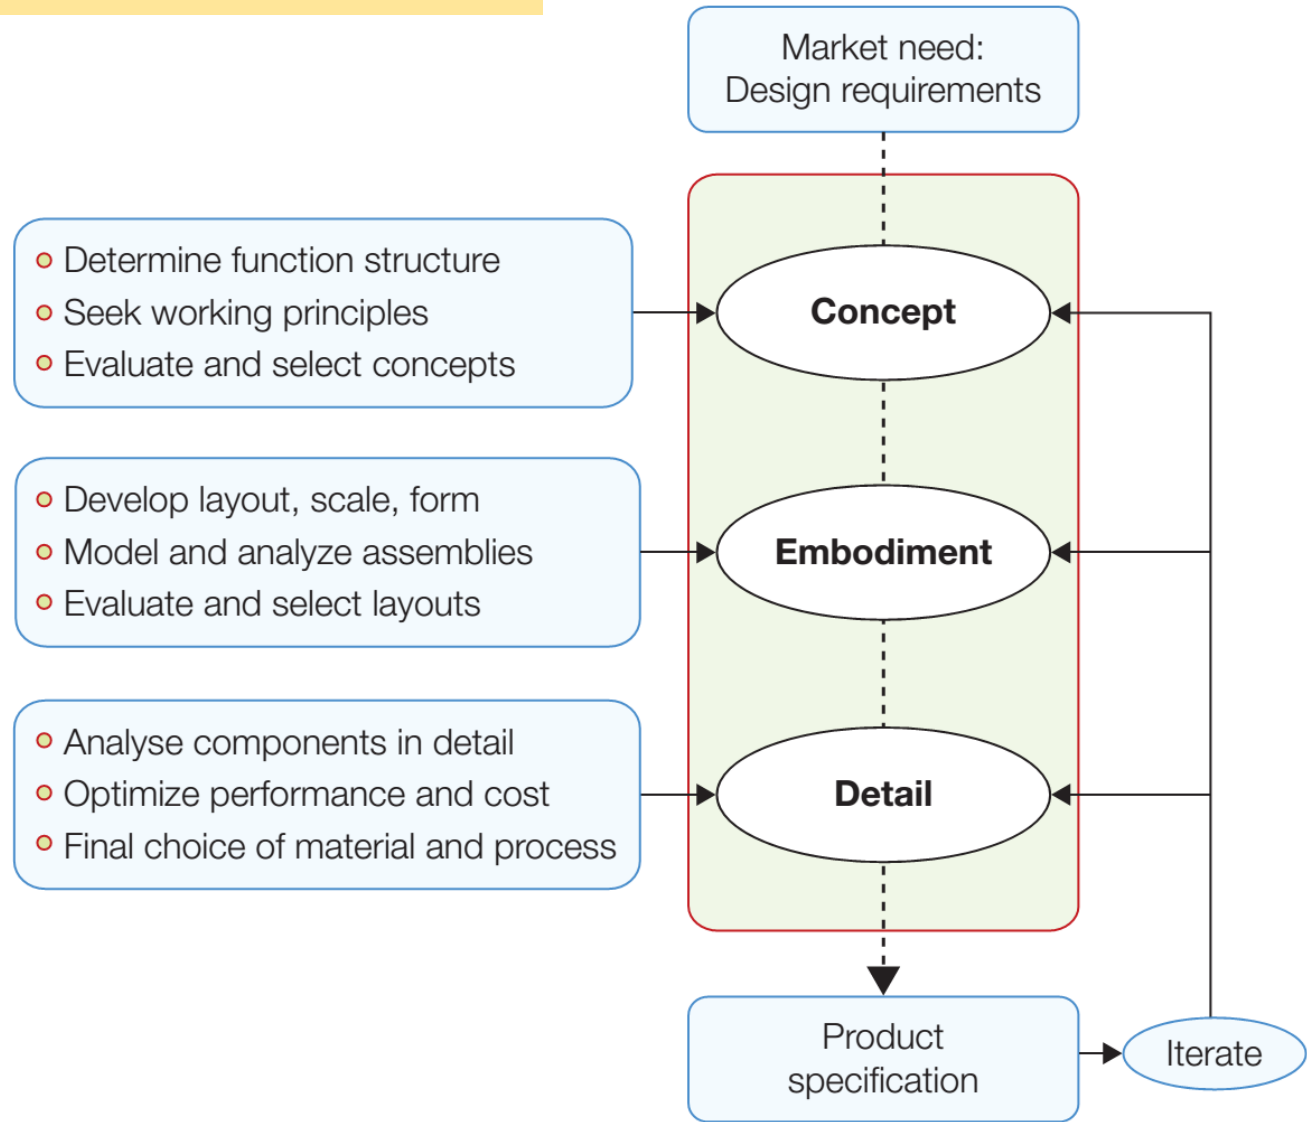 Market need:
Design requirements
Determine function structure
Seek working principles
Evaluate and select concepts
Concept
Develop layout, scale, form
Model and analyze assemblies
Evaluate and select layouts
Embodiment
Analyse components in detail
Optimize performance and cost
Final choice of material and process
Detail
Product
specification
Iterate